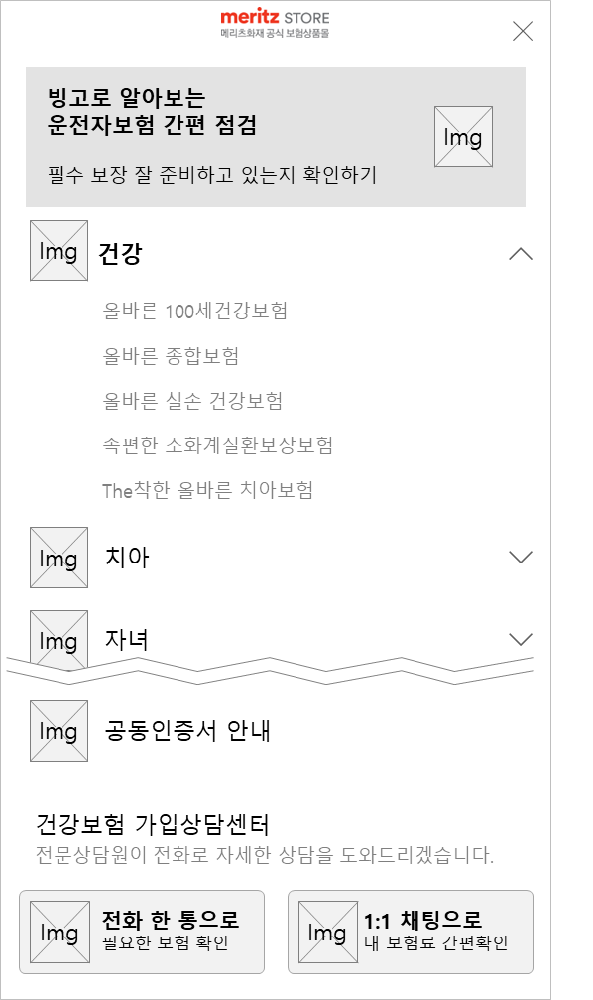 meritz STORE
메리츠화재 공식 보험상품몰
빙고로 알아보는
운전자보험 간편 점검
Img
필수 보장 잘 준비하고 있는지 확인하기
Img 건강
올바른 100세건강보험
올바른 종합보험
올바른 실손 건강보험
속편한 소화계질환보장보험
The착한 올바른 치아보험
Img 치아
Img 자녀
Img 공동인증서 안내
건강보험 가입상담센터
전문상담원이 전화로 자세한 상담을 도와드리겠습니다.
Img 전화 한 통으로
필요한 보험 확인
Img 1:1 채팅으로
내 보험료 간편확인